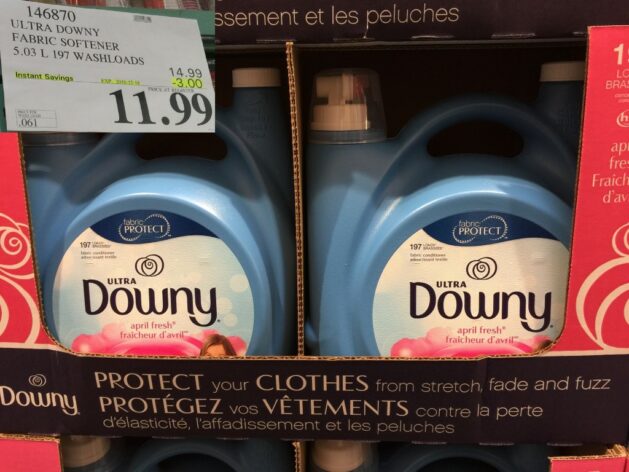 ssement et les peluches
146870
ULTRA DOWNY
FABRIC SOFTENER
5.03 L 197 WASHLOADS
14.99
Instant Savings
-3.00
11.99
.061
fabric
PROTECT
197
ULTRA
Downy
april fresh
fraîcheur d'avril
fabric
PROTECT
197
ULTRA
Downy
april fresh
fraîcheur d'avril
Downy
PROTECT your CLOTHES from stretch, fade and fuzz
PROTÉGEZ vos VÊTEMENTS contre la perte
d'élasticité, l'affadissement et les peluches